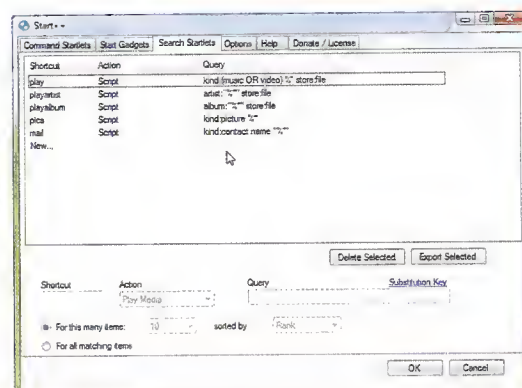 Start++
Command Startlets Start Gadgets Search Startlets Options Help Donate / License
Shortcut Action Query
play Script kind:(music OR video) "%" store:file
playartist Script artist:"%" store:file
playalbum Script album:"%" store:file
pics Script kind:picture "%"
mail Script kind:contact name
New...
Delete Selected Export Selected
Shortcut Action Query Substitution Key
Play Media
For this many items: 10 sorted by Rank
For all matching items
OK Cancel